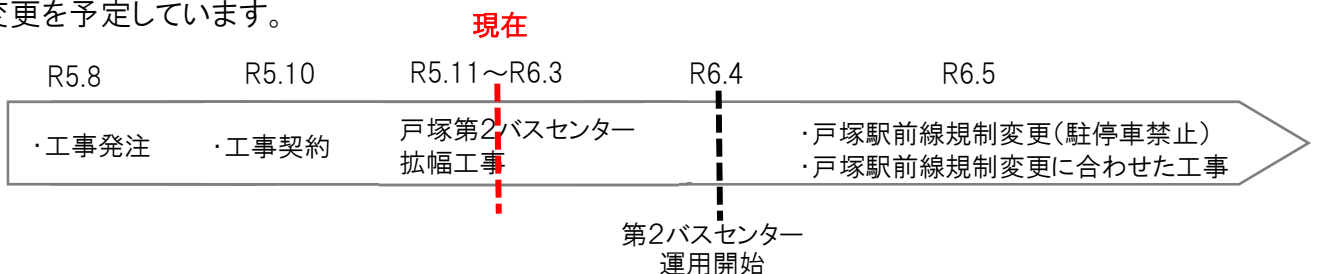 変更を予定しています。
現在
R5.8
R5.10
R5.11～R6.3
R6.4
R6.5
・工事発注
・工事契約
戸塚第2バスセンター
拡幅工事
・戸塚駅前線規制変更(駐停車禁止)
・戸塚駅前線規制変更に合わせた工事
第2バスセンター
運用開始